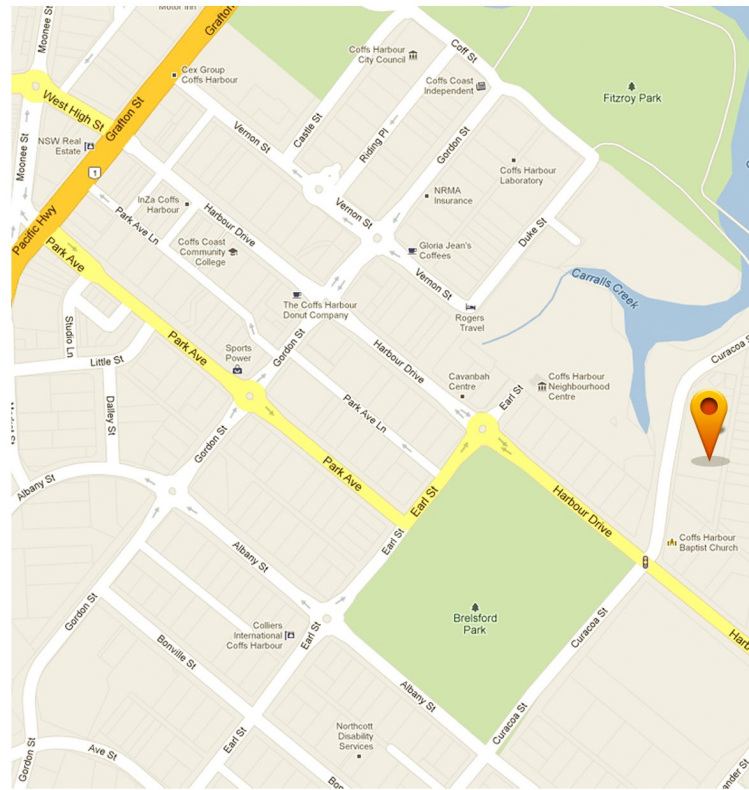 Motor Inn
Grafton
Moonee St
Cex Group
Coffs Harbour
Coffs Harbour
City Council
Coff St
Coffs Coast
Independent
Fitzroy Park
West High St
Grafton St
Vernon St
Castle St
Riding Pl
Gordon St
NSW Real
Estate
Moonee St
1
Coffs Harbour
Laboratory
InZa Coffs
Harbour
NRMA
Insurance
Pacific Hwy
Park Ave Ln
Harbour Drive
Vernon St
Duke St
Park Ave
Coffs Coast
Community
College
Gloria Jean's
Coffees
Vernon St
Carralls Creek
The Coffs Harbour
Donut Company
Rogers
Travel
Studio Ln
Little St
Park Ave
Sports
Power
Gordon St
Harbour Drive
Curacoa St
Cavanbah
Centre
Earl St
Coffs Harbour
Neighbourhood
Centre
Dalley St
Park Ave Ln
Gordon St
Albany St
Park Ave
Earl St
Harbour Drive
Earl St
Coffs Harbour
Baptist Church
Albany St
Gordon St
Colliers
International
Coffs Harbour
Earl St
Brelsford
Park
Curacoa St
Harb
Bonville St
Albany St
Northcott
Disability
Services
Curacoa St
Gordon St
Ave St
Earl St
Bon
ander St